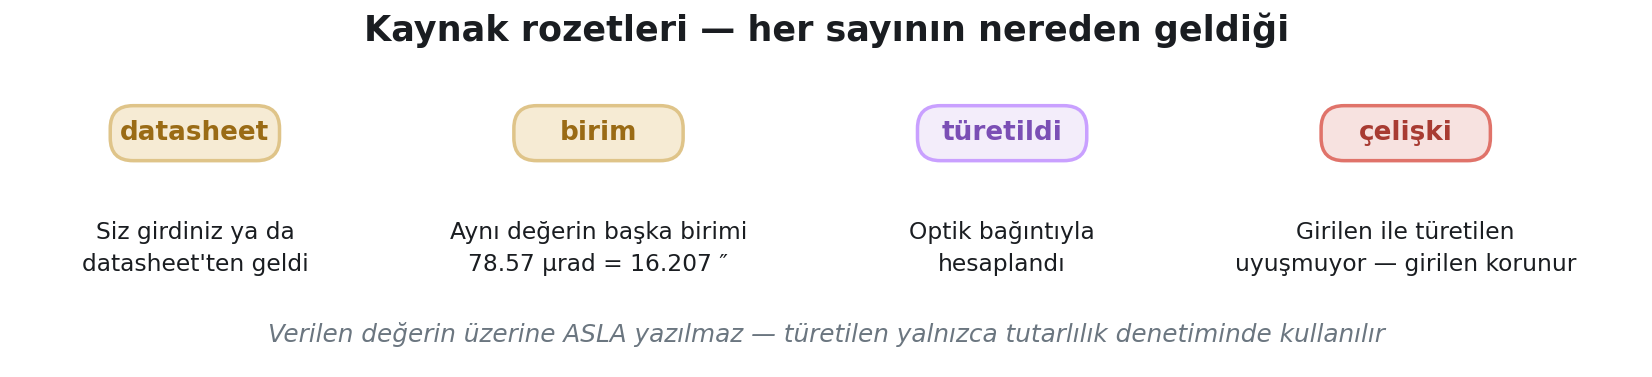 Kaynak rozetleri — her sayının nereden geldiği
datasheet
birim
türetildi
çelişki
Siz girdiniz ya da
datasheet'ten geldi
Aynı değerin başka birimi
78.57 µrad = 16.207 ″
Optik bağıntıyla
hesaplandı
Girilen ile türetilen
uyuşmuyor — girilen korunur
Verilen değerin üzerine ASLA yazılmaz — türetilen yalnızca tutarlılık denetiminde kullanılır